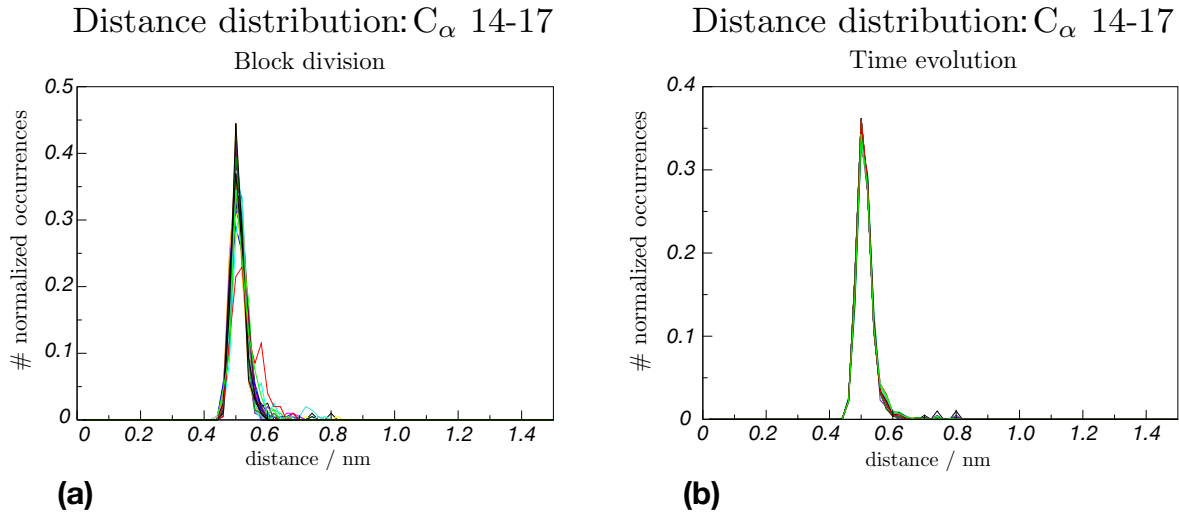 Distance distribution: Cα 14-17
Block division
# normalized occurrences
0.5
0.4
0.3
0.2
0.1
0
0 0.2 0.4 0.6 0.8 1.0 1.2 1.4
distance / nm
(a)
Distance distribution: Cα 14-17
Time evolution
# normalized occurrences
0.4
0.3
0.2
0.1
0
0 0.2 0.4 0.6 0.8 1.0 1.2 1.4
distance / nm
(b)